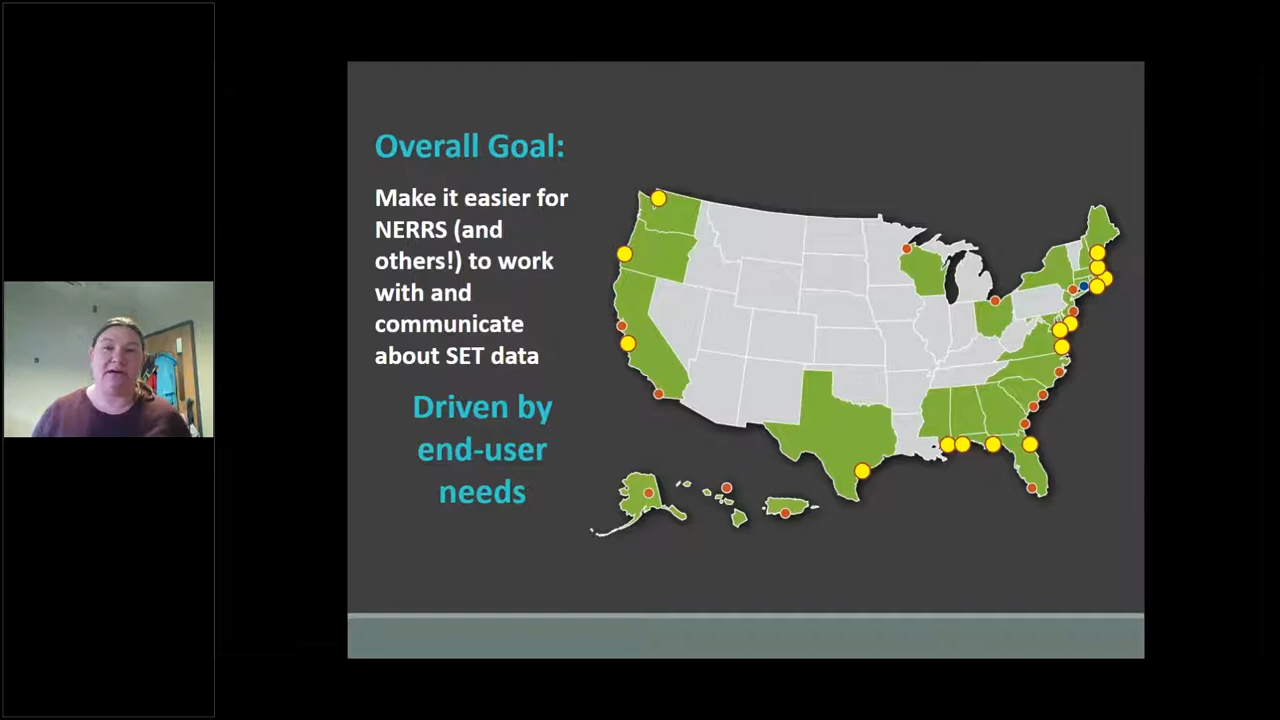 Overall Goal:
Make it easier for
NERRS (and
others!) to work
with and
communicate
about SET data
Driven by
end-user
needs